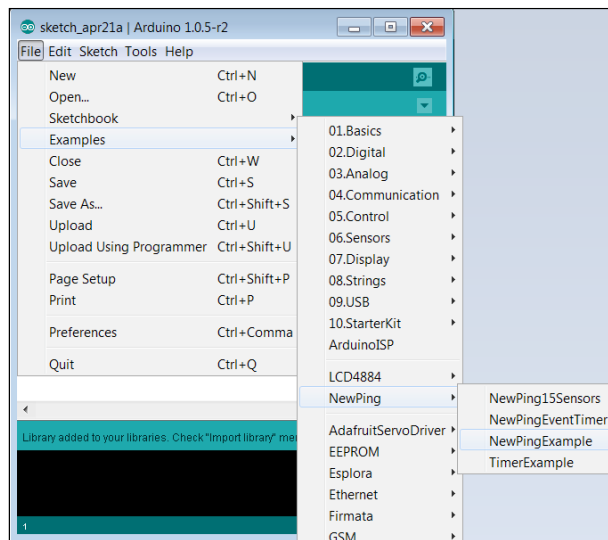 sketch_apr21a | Arduino 1.0.5-r2
File Edit Sketch Tools Help
New Ctrl+N
Open... Ctrl+O
Sketchbook
Examples
Close Ctrl+W
Save Ctrl+S
Save As... Ctrl+Shift+S
Upload Ctrl+U
Upload Using Programmer Ctrl+Shift+U
Page Setup Ctrl+Shift+P
Print Ctrl+P
Preferences Ctrl+Comma
Quit Ctrl+Q
01.Basics
02.Digital
03.Analog
04.Communication
05.Control
06.Sensors
07.Display
08.Strings
09.USB
10.StarterKit
ArduinoISP
LCD4884
NewPing
AdafruitServoDriver
EEPROM
Esplora
Ethernet
Firmata
GSM
NewPing15Sensors
NewPingEventTimer
NewPingExample
TimerExample
Library added to your libraries. Check "Import library"
1